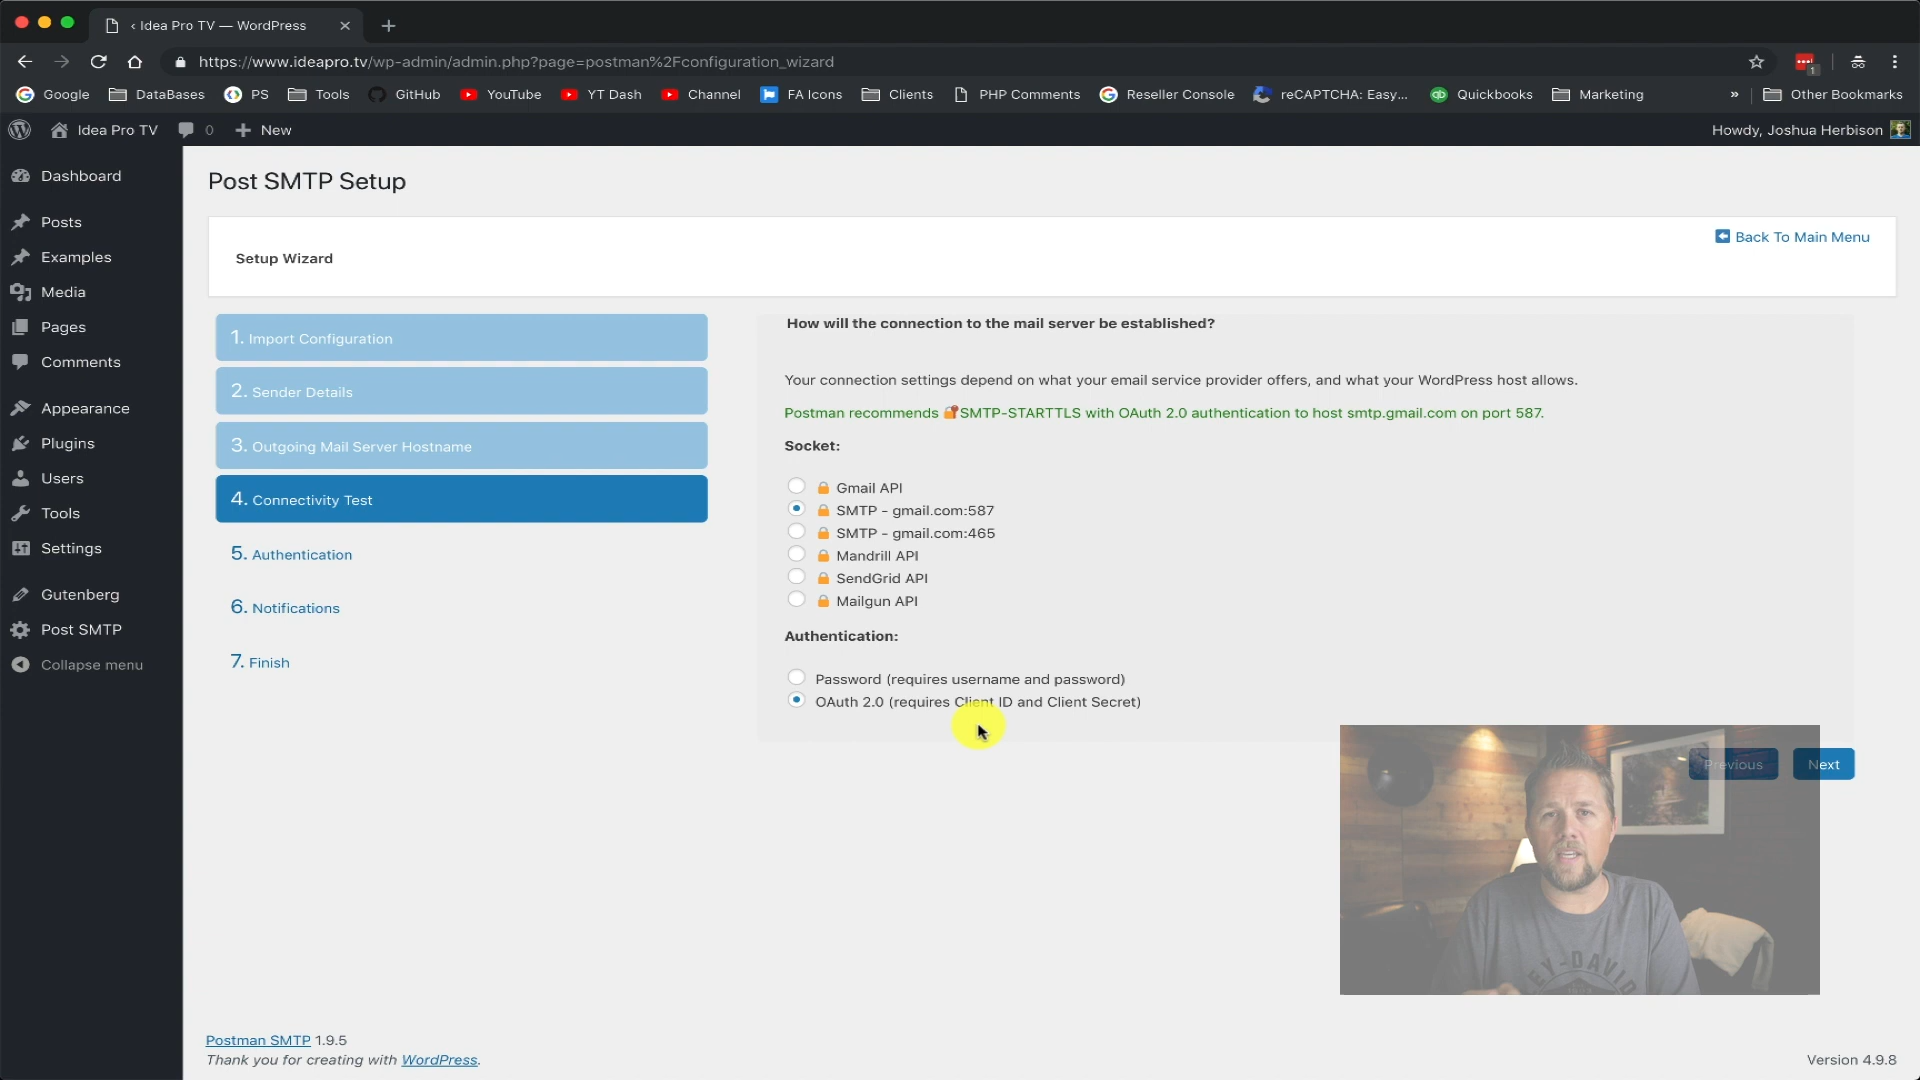 ‹ Idea Pro TV — WordPress
https://www.ideapro.tv/wp-admin/admin.php?page=postman%2Fconfiguration_wizard
1
Google DataBases PS Tools GitHub YouTube YT Dash Channel FA Icons Clients PHP Comments Reseller Console reCAPTCHA: Easy... Quickbooks Marketing » Other Bookmarks
Idea Pro TV 0 New Howdy, Joshua Herbison
Dashboard
Posts
Examples
Media
Pages
Comments
Appearance
Plugins
Users
Tools
Settings
Gutenberg
Post SMTP
Collapse menu
Post SMTP Setup
Back To Main Menu
Setup Wizard
1. Import Configuration
2. Sender Details
3. Outgoing Mail Server Hostname
4. Connectivity Test
5. Authentication
6. Notifications
7. Finish
How will the connection to the mail server be established?
Your connection settings depend on what your email service provider offers, and what your WordPress host allows.
Postman recommends SMTP-STARTTLS with OAuth 2.0 authentication to host smtp.gmail.com on port 587.
Socket:
Gmail API
SMTP - gmail.com:587
SMTP - gmail.com:465
Mandrill API
SendGrid API
Mailgun API
Authentication:
Password (requires username and password)
OAuth 2.0 (requires Client ID and Client Secret)
Previous Next
EY-DAVID
Postman SMTP 1.9.5
Thank you for creating with WordPress.
Version 4.9.8